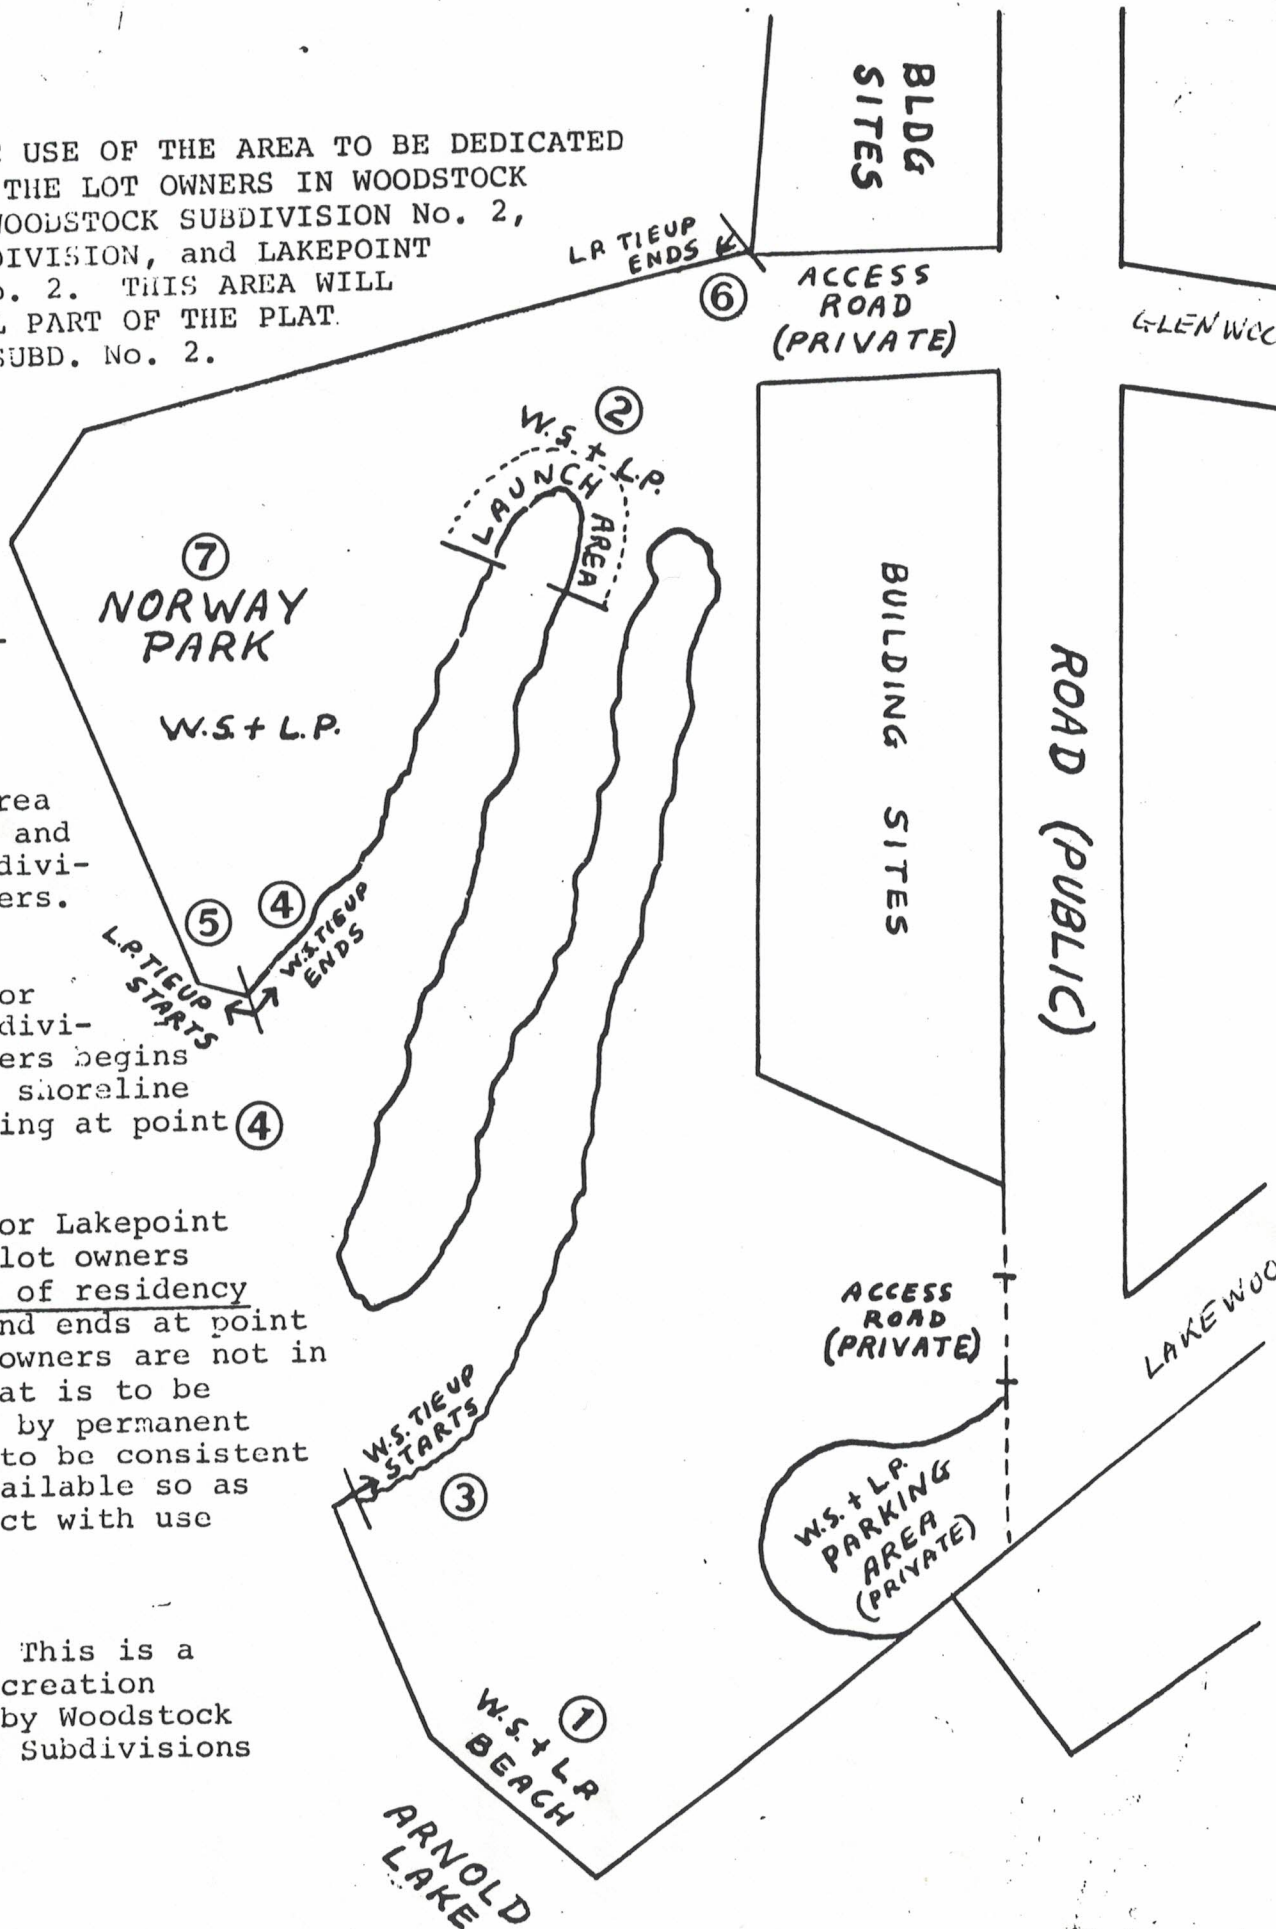 USE OF THE AREA TO BE DEDICATED
THE LOT OWNERS IN WOODSTOCK
WOODSTOCK SUBDIVISION No. 2,
DIVISION, and LAKEPOINT
2. THIS AREA WILL
PART OF THE PLAT.
SUBD. No. 2.
BLDG
SITES
L.P. TIEUP
ENDS
6
ACCESS
ROAD
(PRIVATE)
2
W.S. + L.P.
LAUNCH AREA
7
NORWAY
PARK
W.S. + L.P.
BUILDING SITES
ROAD (PUBLIC)
rea
and
divi-
ers.
5
4
L.P. TIEUP
STARTS
W.S. TIEUP
ENDS
or
divi-
ers begins
shoreline
ing at point 4
or Lakepoint
lot owners
of residency
nd ends at point
owners are not in
at is to be
by permanent
to be consistent
ailable so as
ct with use
W.S. TIEUP
STARTS
3
ACCESS
ROAD
(PRIVATE)
W.S. + L.P.
PARKING
AREA
(PRIVATE)
This is a
creation
by Woodstock
Subdivisions
1
W.S. + L.P.
BEACH
ARNOLD
LAKE